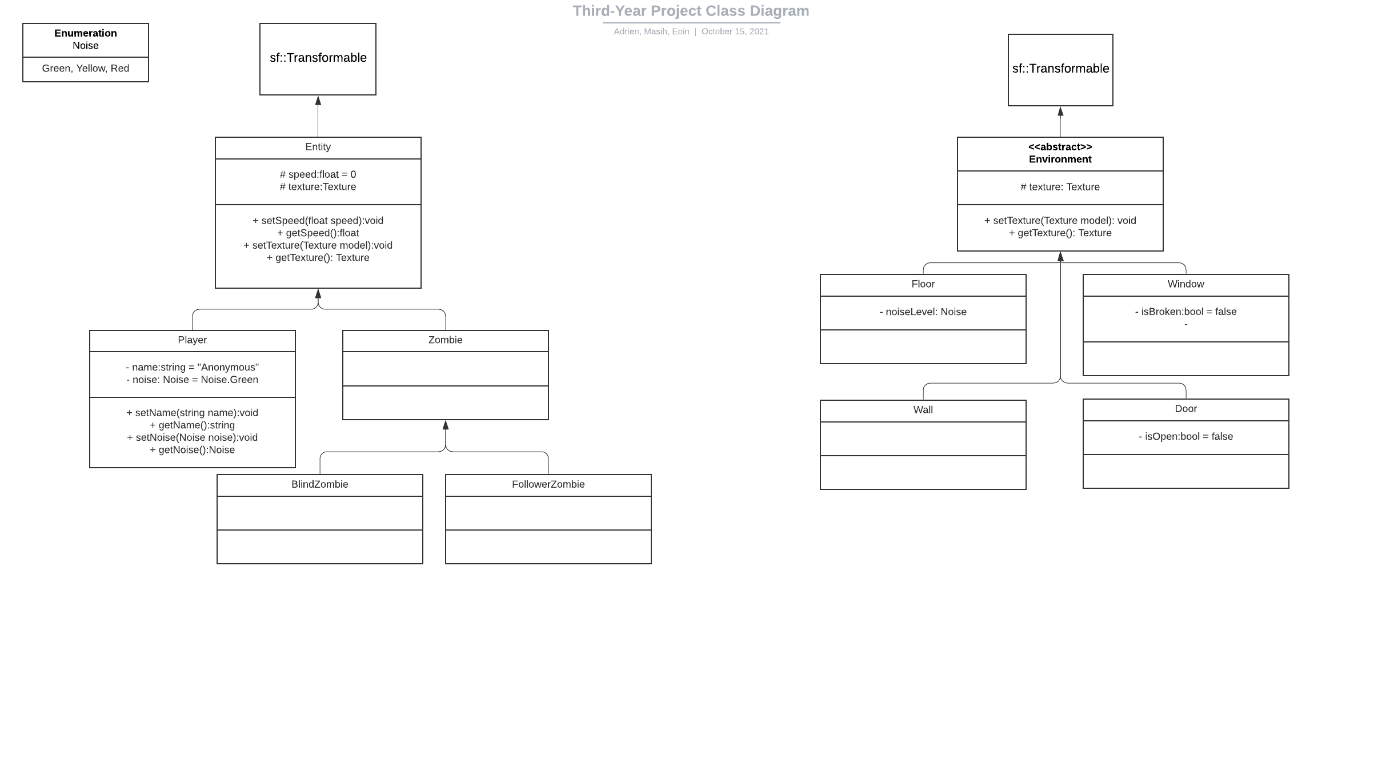 Third-Year Project Class Diagram
Adrien, Masih, Eoin | October 15, 2021
Enumeration
Noise
Green, Yellow, Red
sf::Transformable
Entity
# speed:float = 0
# texture:Texture
+ setSpeed(float speed):void
+ getSpeed():float
+ setTexture(Texture model):void
+ getTexture(): Texture
Player
- name:string = "Anonymous"
- noise: Noise = Noise.Green
+ setName(string name):void
+ getName():string
+ setNoise(Noise noise):void
+ getNoise():Noise
Zombie
BlindZombie
FollowerZombie
sf::Transformable
<<abstract>>
Environment
# texture: Texture
+ setTexture(Texture model): void
+ getTexture(): Texture
Floor
- noiseLevel: Noise
Window
- isBroken:bool = false
-
Wall
Door
- isOpen:bool = false